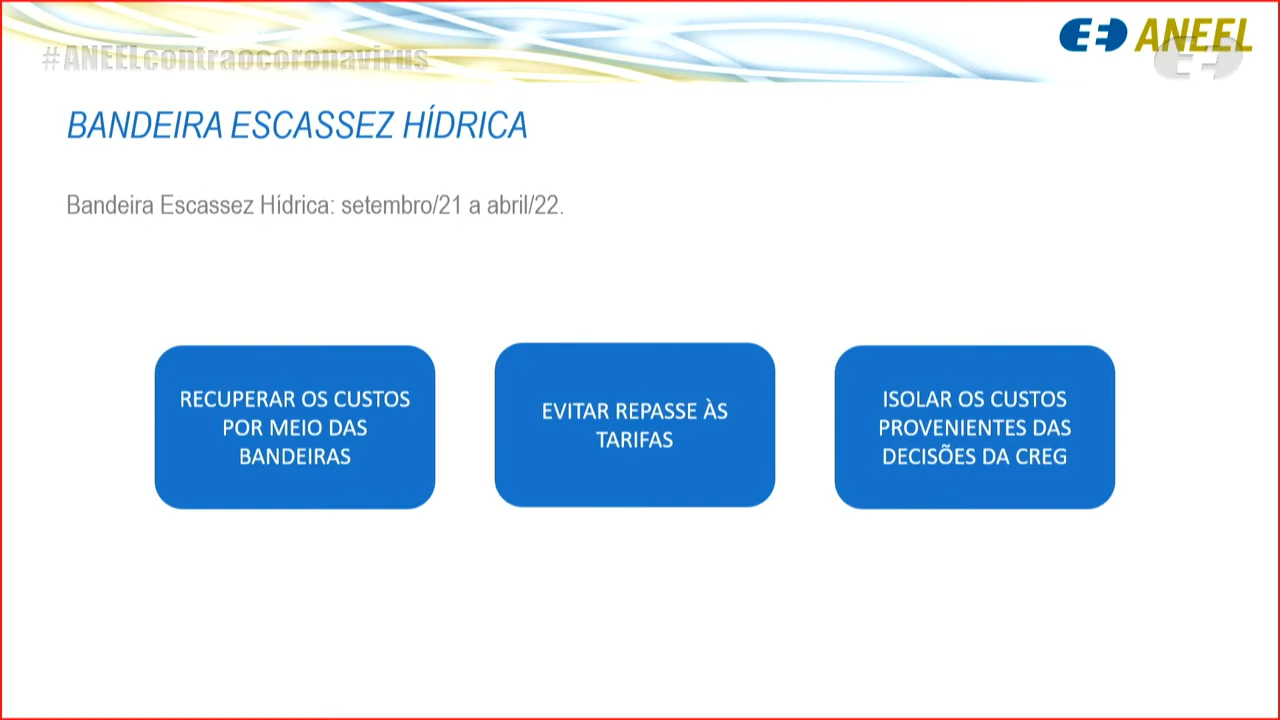 #ANEELcontraocoronavirus
ANEEL
BANDEIRA ESCASSEZ HÍDRICA
Bandeira Escassez Hídrica: setembro/21 a abril/22.
RECUPERAR OS CUSTOS
POR MEIO DAS
BANDEIRAS
EVITAR REPASSE ÀS
TARIFAS
ISOLAR OS CUSTOS
PROVENIENTES DAS
DECISÕES DA CREG